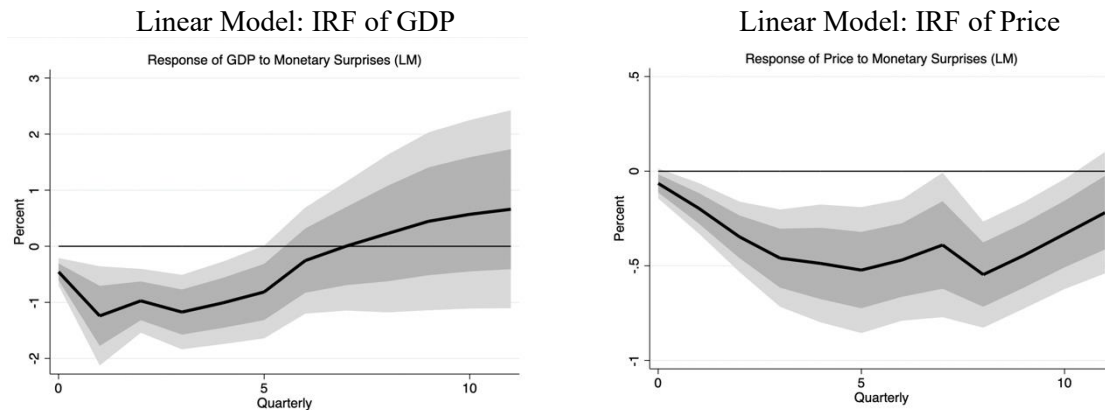 Linear Model: IRF of GDP
Response of GDP to Monetary Surprises (LM)
3
2
1
0
-1
-2
Percent
0 5 10
Quarterly
Linear Model: IRF of Price
Response of Price to Monetary Surprises (LM)
.5
0
-.5
-1
Percent
0 5 10
Quarterly